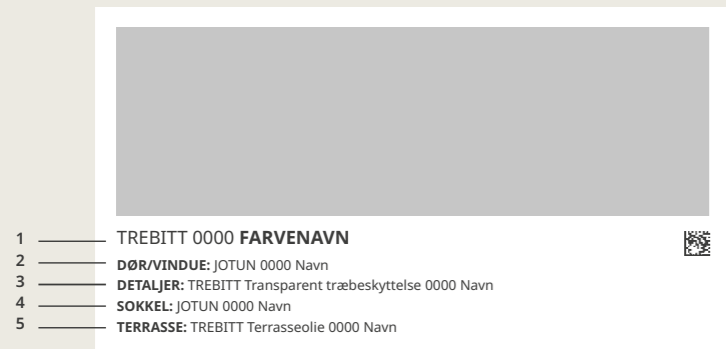 1 TREBITT 0000 FARVENAVN
2 DØR/VINDUE: JOTUN 0000 Navn
3 DETALJER: TREBITT Transparent træbeskyttelse 0000 Navn
4 SOKKEL: JOTUN 0000 Navn
5 TERRASSE: TREBITT Terrasseolie 0000 Navn